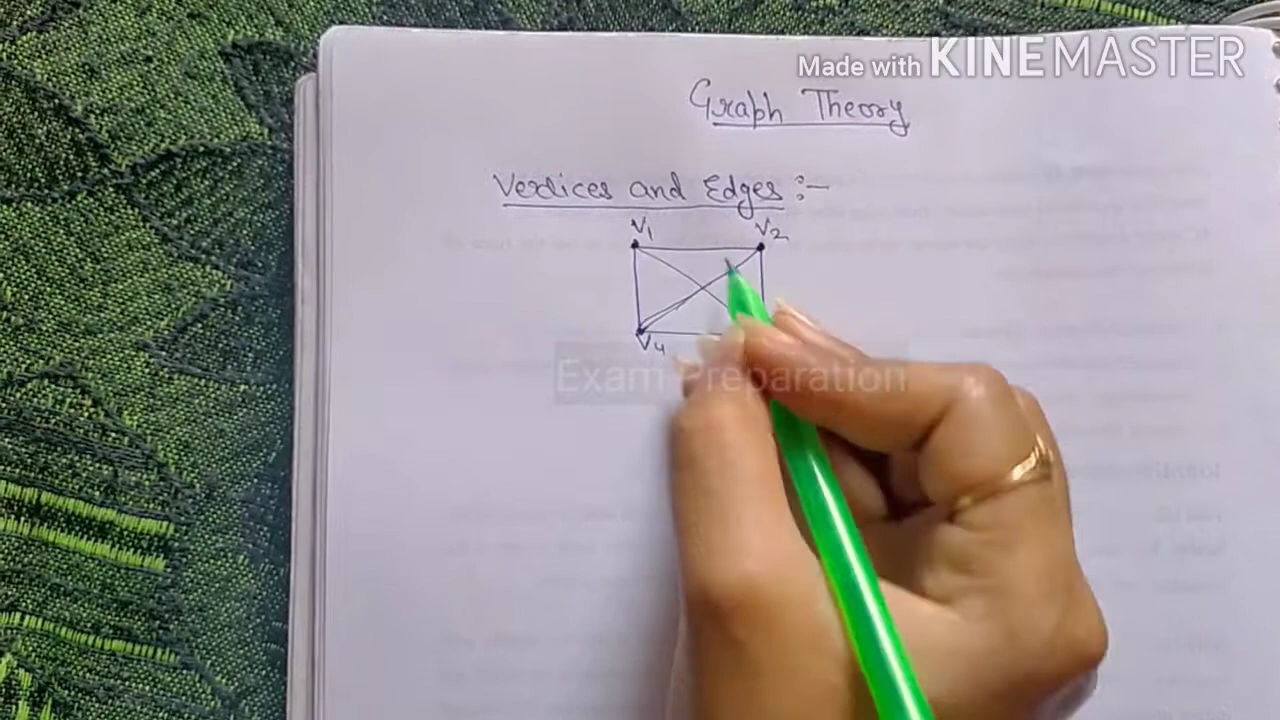 Made with KINEMASTER
Graph Theory
Vertices and Edges :-
V1 V2
V4
Exam Preparation